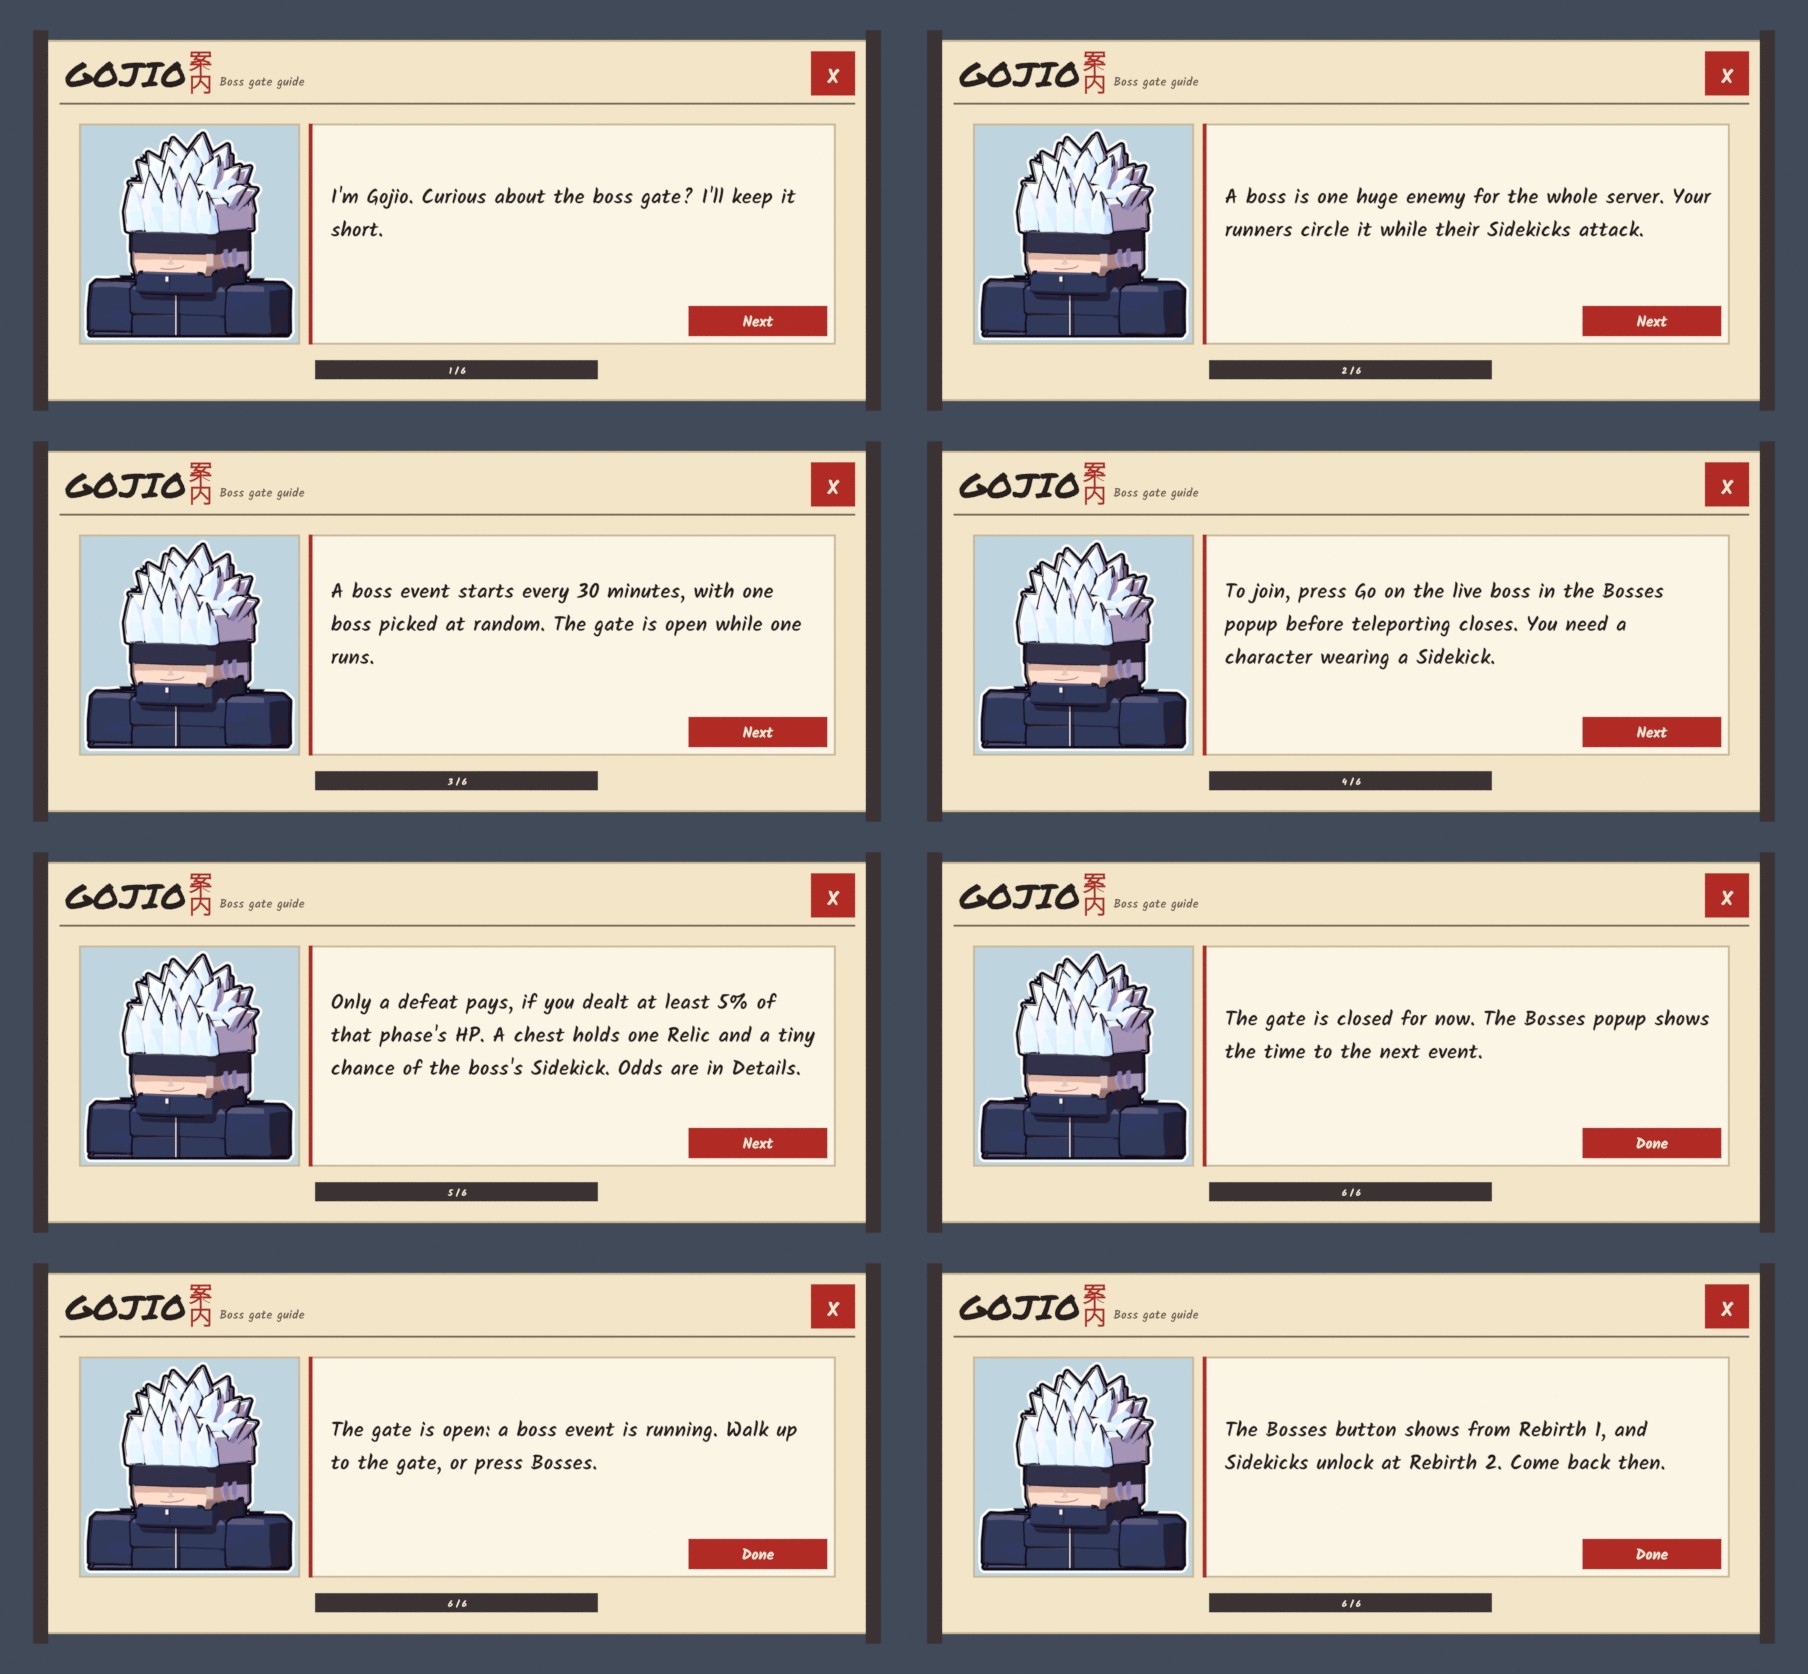 GOJIO 案内 Boss gate guide X
I'm Gojio. Curious about the boss gate? I'll keep it
short.
Next
1/6
GOJIO 案内 Boss gate guide X
A boss is one huge enemy for the whole server. Your
runners circle it while their Sidekicks attack.
Next
2/6
GOJIO 案内 Boss gate guide X
A boss event starts every 30 minutes, with one
boss picked at random. The gate is open while one
runs.
Next
3/6
GOJIO 案内 Boss gate guide X
To join, press Go on the live boss in the Bosses
popup before teleporting closes. You need a
character wearing a Sidekick.
Next
4/6
GOJIO 案内 Boss gate guide X
Only a defeat pays, if you dealt at least 5% of
that phase's HP. A chest holds one Relic and a tiny
chance of the boss's Sidekick. Odds are in Details.
Next
5/6
GOJIO 案内 Boss gate guide X
The gate is closed for now. The Bosses popup shows
the time to the next event.
Done
6/6
GOJIO 案内 Boss gate guide X
The gate is open: a boss event is running. Walk up
to the gate, or press Bosses.
Done
6/6
GOJIO 案内 Boss gate guide X
The Bosses button shows from Rebirth 1, and
Sidekicks unlock at Rebirth 2. Come back then.
Done
6/6